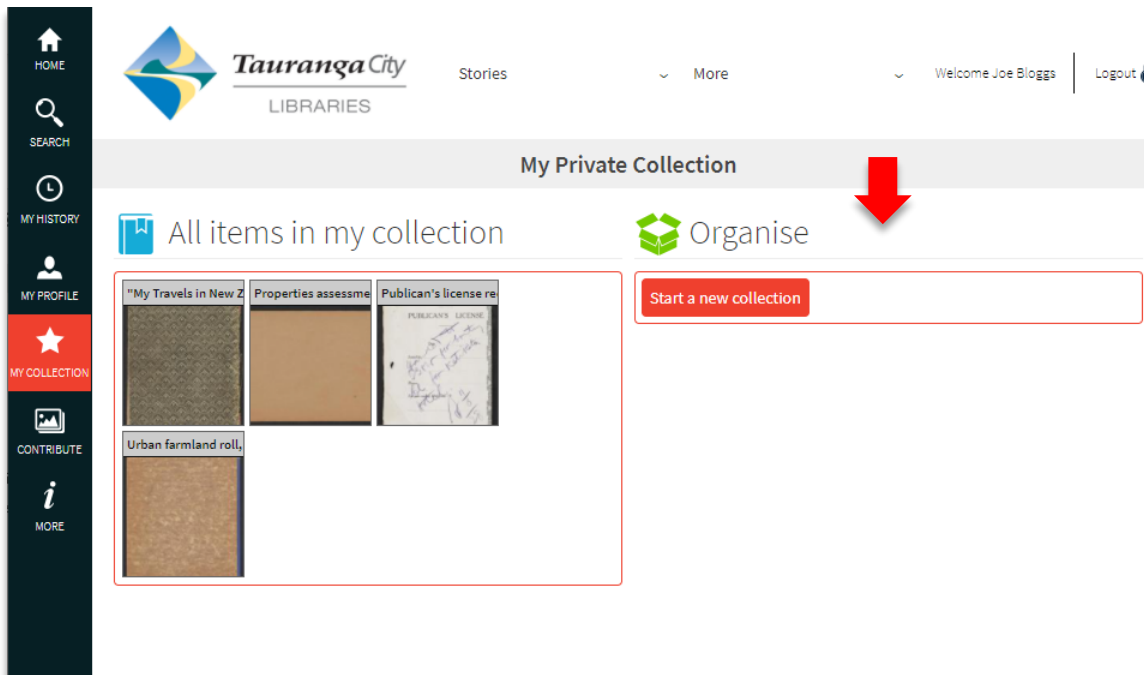 HOME
SEARCH
MY HISTORY
MY PROFILE
MY COLLECTION
CONTRIBUTE
MORE
Tauranga City
LIBRARIES
Stories
More
Welcome Joe Bloggs
Logout
My Private Collection
All items in my collection
"My Travels in New Z
Properties assessme
Publican's license re
PUBLICAN'S LICENSE
Urban farmland roll,
Organise
Start a new collection